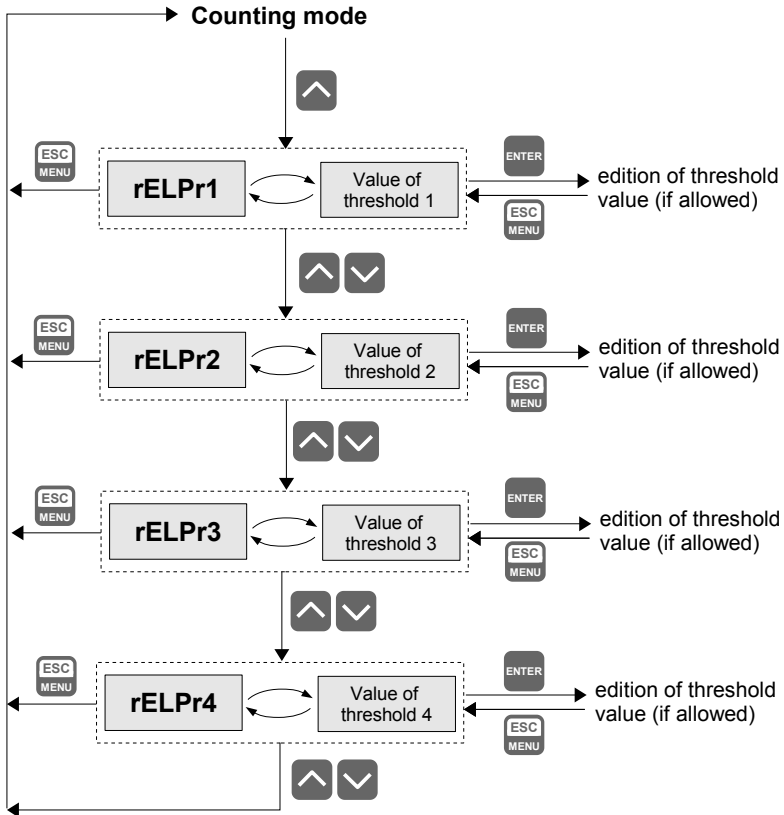 Counting mode
ESC
MENU
rELPr1
Value of
threshold 1
ENTER
ESC
MENU
edition of threshold
value (if allowed)
ESC
MENU
rELPr2
Value of
threshold 2
ENTER
ESC
MENU
edition of threshold
value (if allowed)
ESC
MENU
rELPr3
Value of
threshold 3
ENTER
ESC
MENU
edition of threshold
value (if allowed)
ESC
MENU
rELPr4
Value of
threshold 4
ENTER
ESC
MENU
edition of threshold
value (if allowed)